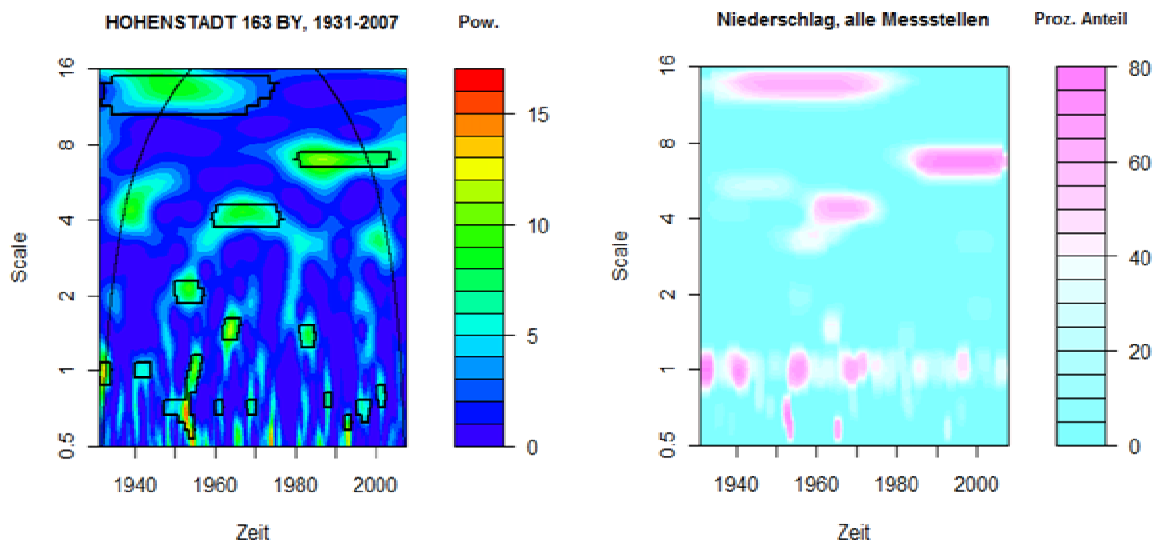 HOHENSTADT 163 BY, 1931-2007
Pow.
Scale
16
8
4
2
1
0.5
1940 1960 1980 2000
Zeit
15
10
5
0
Niederschlag, alle Messstellen
Proz. Anteil
Scale
16
8
4
2
1
0.5
1940 1960 1980 2000
Zeit
80
60
40
20
0